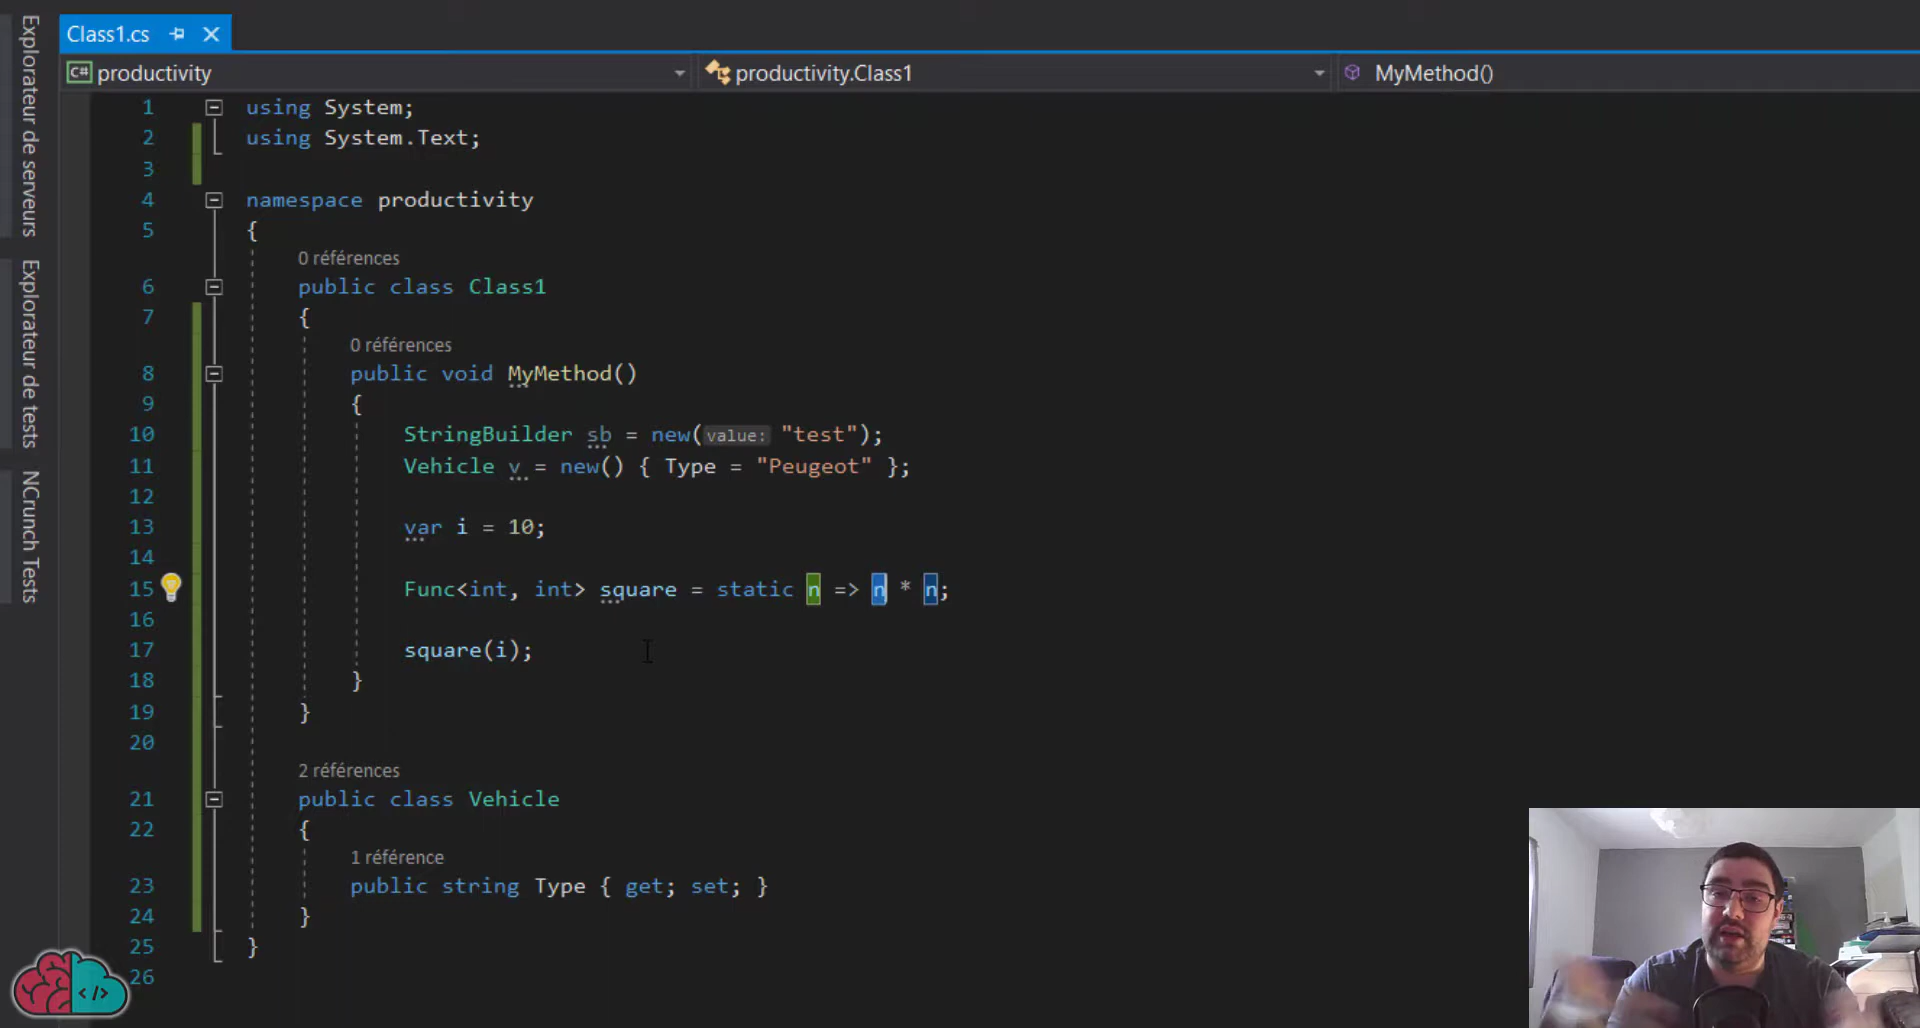 Explorateur de serveurs
Explorateur de tests
NCrunch Tests
Class1.cs
C# productivity
productivity.Class1
MyMethod()
1 using System;
2 using System.Text;
3
4 namespace productivity
5 {
0 références
6 public class Class1
7 {
0 références
8 public void MyMethod()
9 {
10 StringBuilder sb = new(value: "test");
11 Vehicle v = new() { Type = "Peugeot" };
12
13 var i = 10;
14
15 Func<int, int> square = static n => n * n;
16
17 square(i);
18 }
19 }
20
2 références
21 public class Vehicle
22 {
1 référence
23 public string Type { get; set; }
24 }
25 }
26
</>